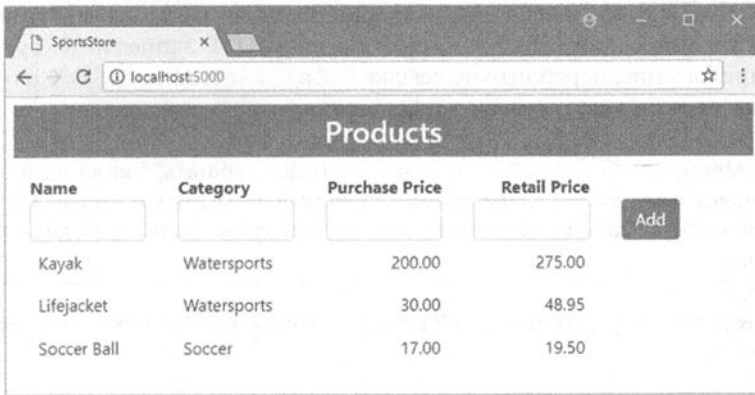 SportsStore
localhost:5000
Products
Name Category Purchase Price Retail Price
Add
Kayak Watersports 200.00 275.00
Lifejacket Watersports 30.00 48.95
Soccer Ball Soccer 17.00 19.50